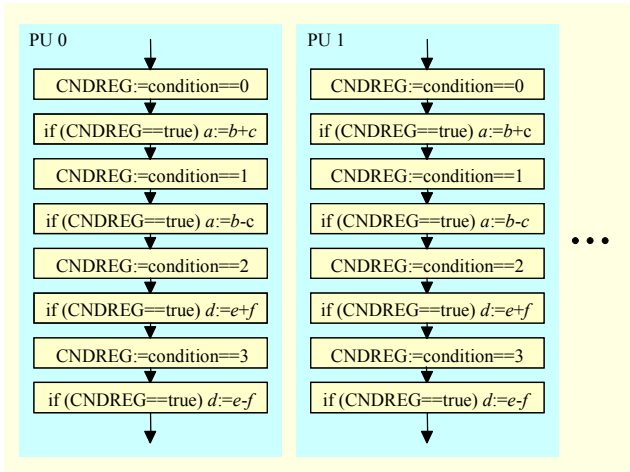 PU 0
CNDREG:=condition==0
if (CNDREG==true) a:=b+c
CNDREG:=condition==1
if (CNDREG==true) a:=b-c
CNDREG:=condition==2
if (CNDREG==true) d:=e+f
CNDREG:=condition==3
if (CNDREG==true) d:=e-f
PU 1
CNDREG:=condition==0
if (CNDREG==true) a:=b+c
CNDREG:=condition==1
if (CNDREG==true) a:=b-c
CNDREG:=condition==2
if (CNDREG==true) d:=e+f
CNDREG:=condition==3
if (CNDREG==true) d:=e-f
...